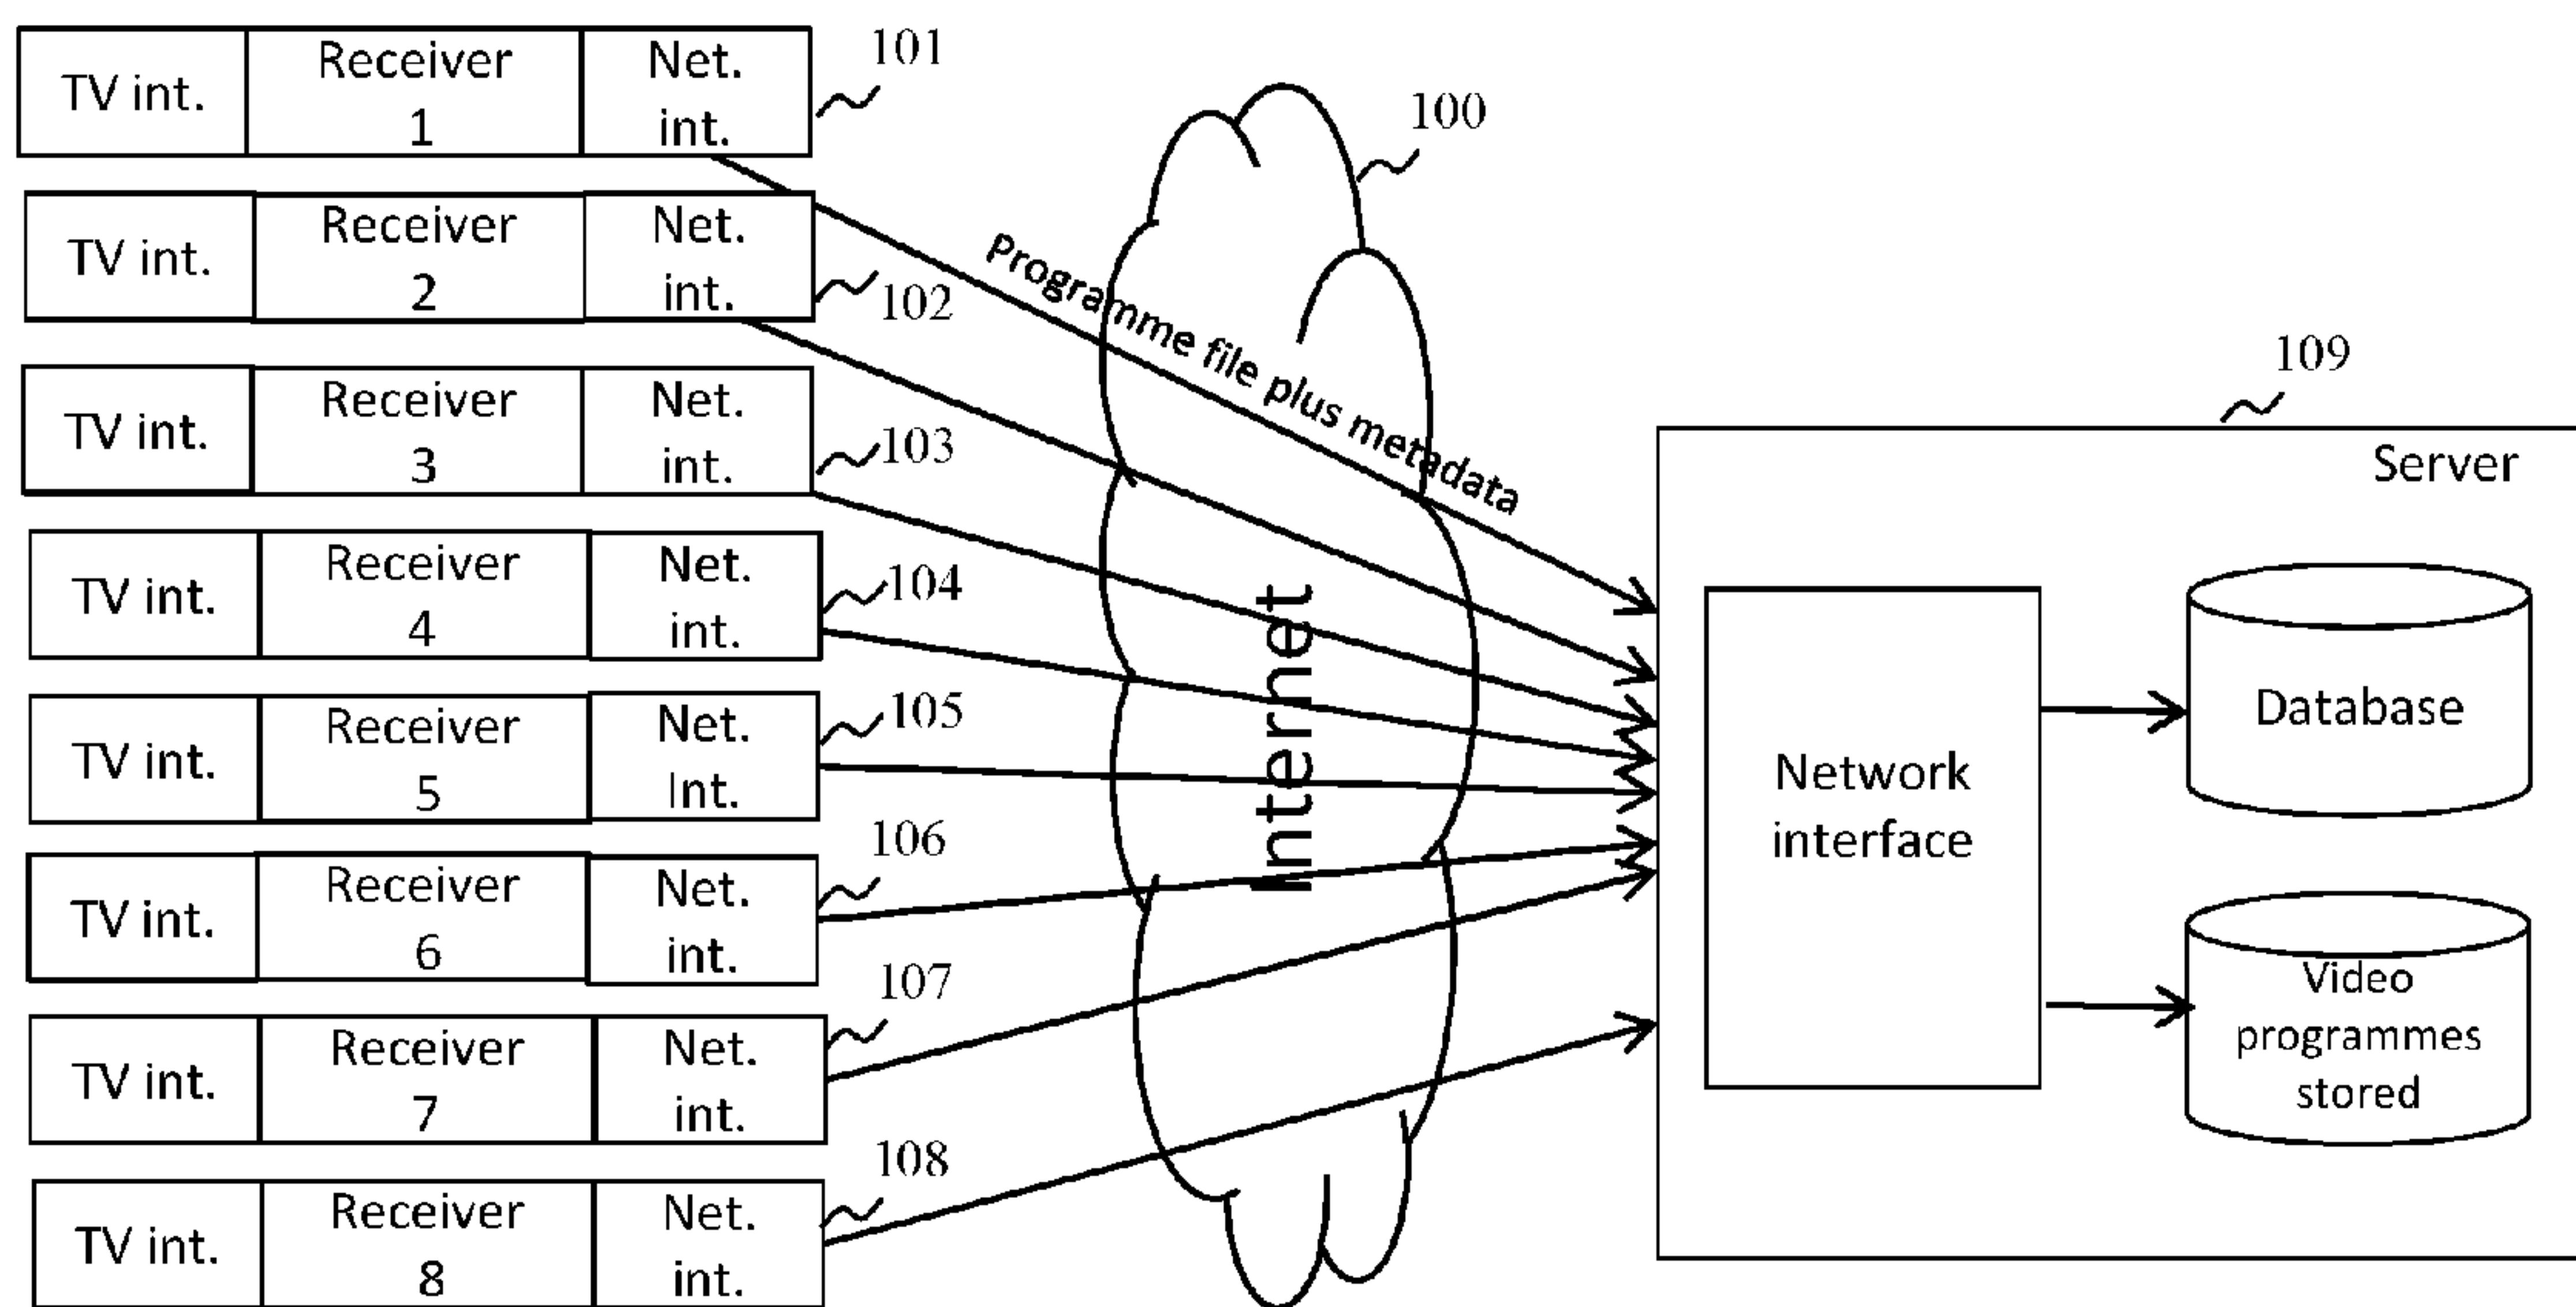 TV int.
Receiver
1
Net.
int.
101
TV int.
Receiver
2
Net.
int.
102
TV int.
Receiver
3
Net.
int.
103
TV int.
Receiver
4
Net.
int.
104
TV int.
Receiver
5
Net.
Int.
105
TV int.
Receiver
6
Net.
int.
106
TV int.
Receiver
7
Net.
int.
107
TV int.
Receiver
8
Net.
int.
108
100
Programme file plus metadata
Internet
109
Server
Network
interface
Database
Video
programmes
stored